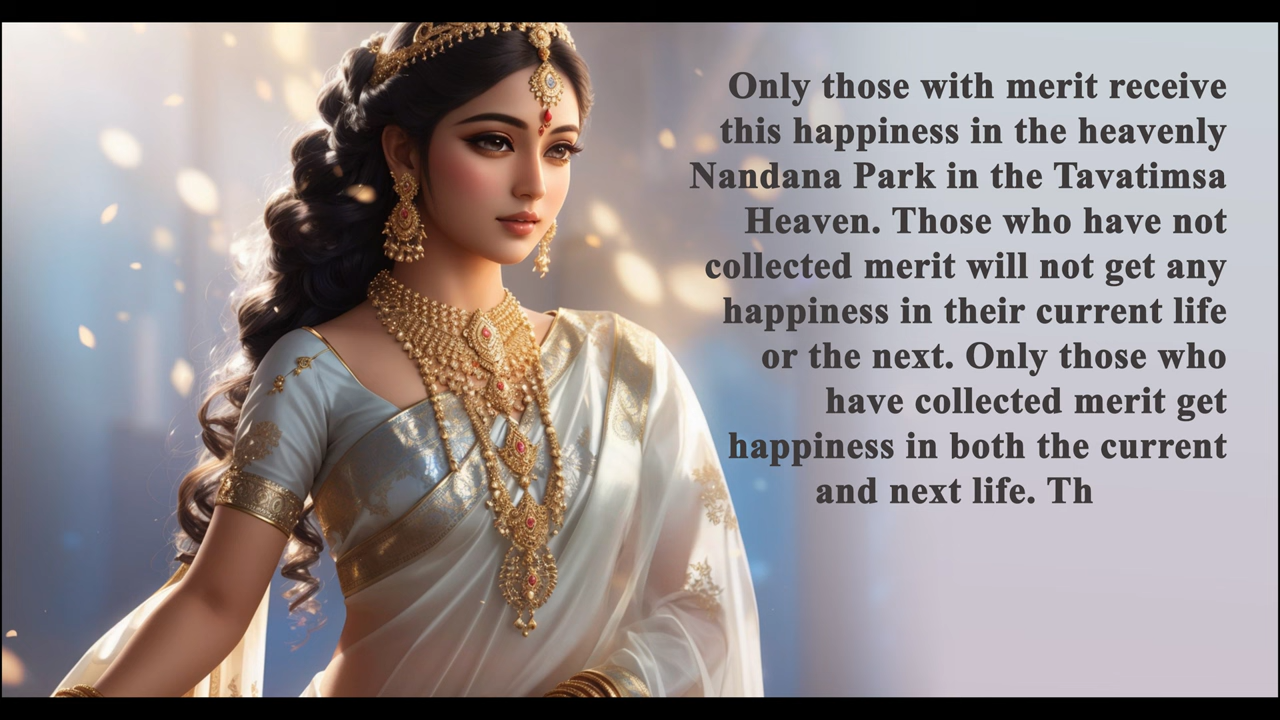 Only those with merit receive
this happiness in the heavenly
Nandana Park in the Tavatimsa
Heaven. Those who have not
collected merit will not get any
happiness in their current life
or the next. Only those who
have collected merit get
happiness in both the current
and next life. Th